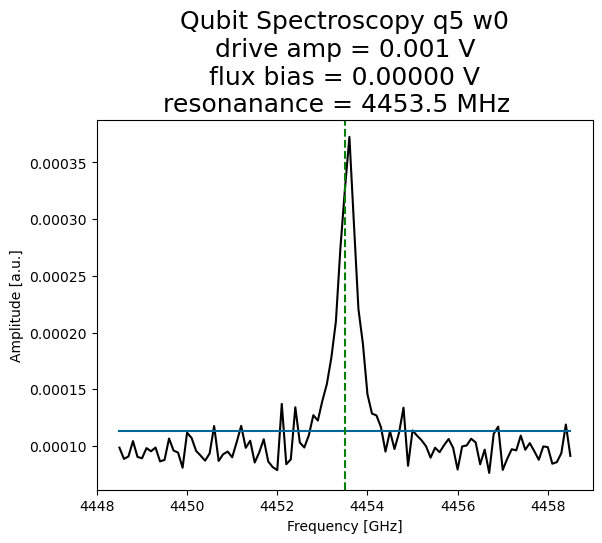 Qubit Spectroscopy q5 w0
drive amp = 0.001 V
flux bias = 0.00000 V
resonanance = 4453.5 MHz
0.00035
0.00030
0.00025
0.00020
0.00015
0.00010
Amplitude [a.u.]
4448 4450 4452 4454 4456 4458
Frequency [GHz]